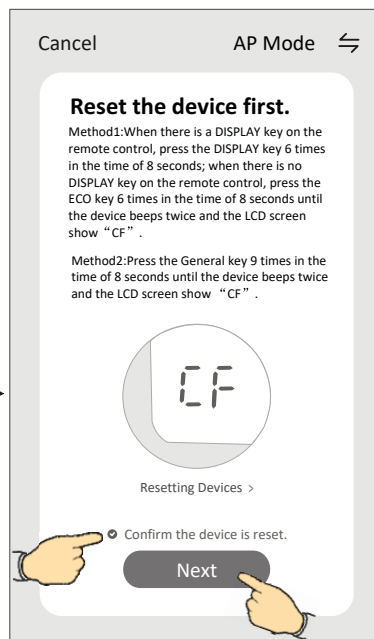 Cancel AP Mode
Reset the device first.
Method1:When there is a DISPLAY key on the
remote control, press the DISPLAY key 6 times
in the time of 8 seconds; when there is no
DISPLAY key on the remote control, press the
ECO key 6 times in the time of 8 seconds until
the device beeps twice and the LCD screen
show “CF”.
Method2:Press the General key 9 times in the
time of 8 seconds until the device beeps twice
and the LCD screen show “CF”.
CF
Resetting Devices >
Confirm the device is reset.
Next